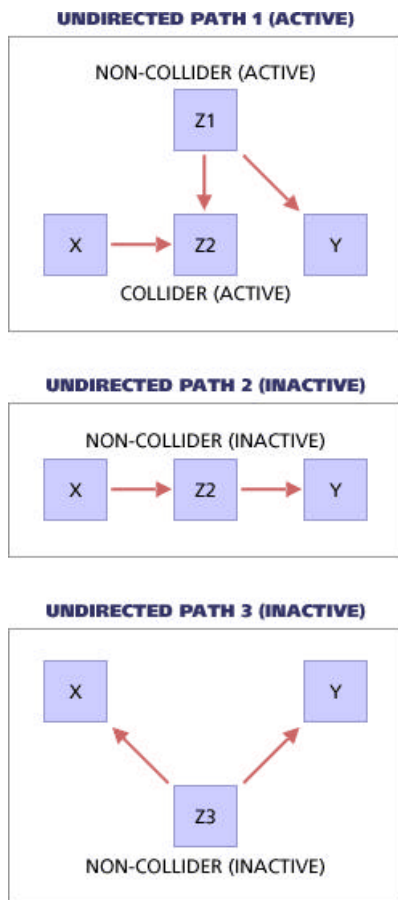 UNDIRECTED PATH 1 (ACTIVE)
NON-COLLIDER (ACTIVE)
Z1
X Z2 Y
COLLIDER (ACTIVE)
UNDIRECTED PATH 2 (INACTIVE)
NON-COLLIDER (INACTIVE)
X Z2 Y
UNDIRECTED PATH 3 (INACTIVE)
X Y
Z3
NON-COLLIDER (INACTIVE)